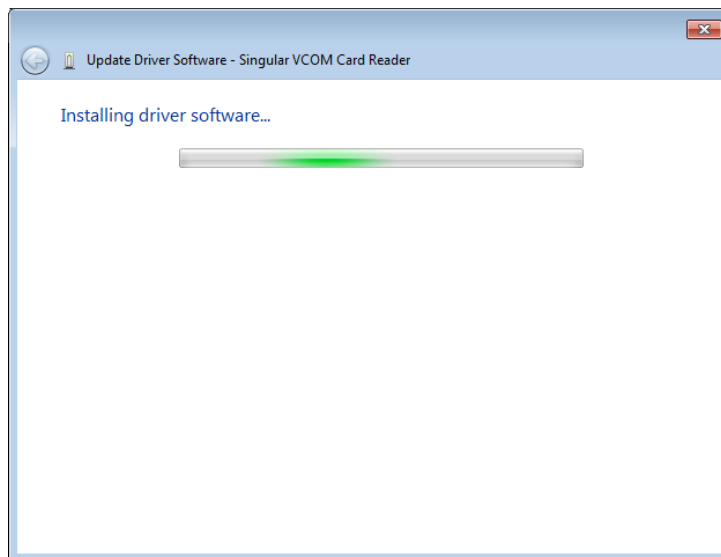 Update Driver Software - Singular VCOM Card Reader
Installing driver software...